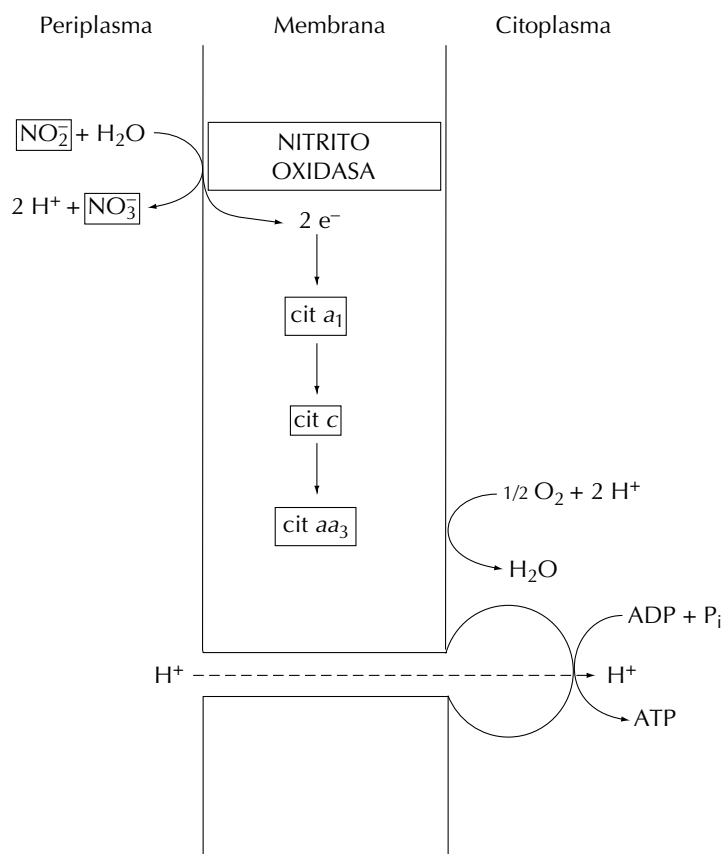 Periplasma Membrana Citoplasma
NO₂⁻ + H₂O
NITRITO
OXIDASA
2 H⁺ + NO₃⁻
2 e⁻
cit a₁
cit c
1/2 O₂ + 2 H⁺
cit aa₃
H₂O
ADP + Pᵢ
H⁺ H⁺
ATP